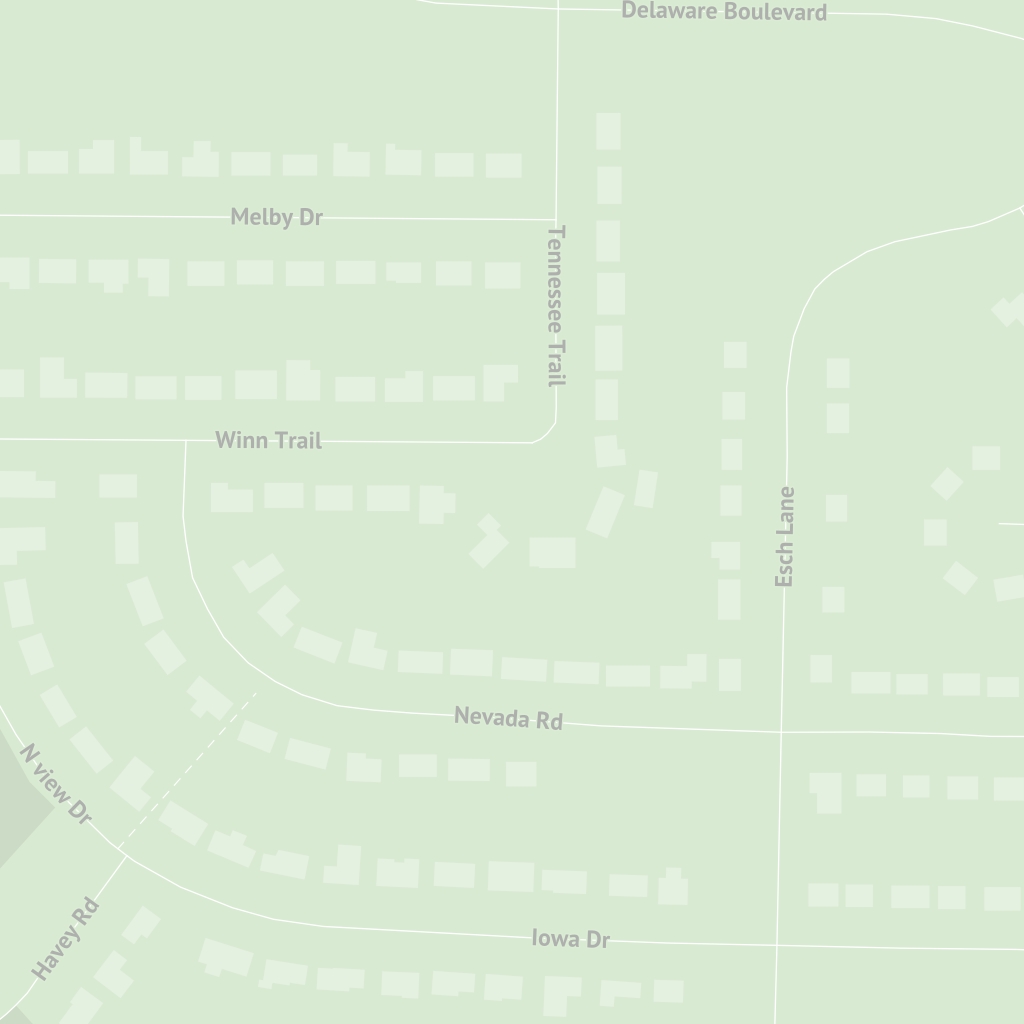 Delaware Boulevard
Melby Dr
Tennessee Trail
Winn Trail
Esch Lane
Nevada Rd
N view Dr
Havey Rd
Iowa Dr